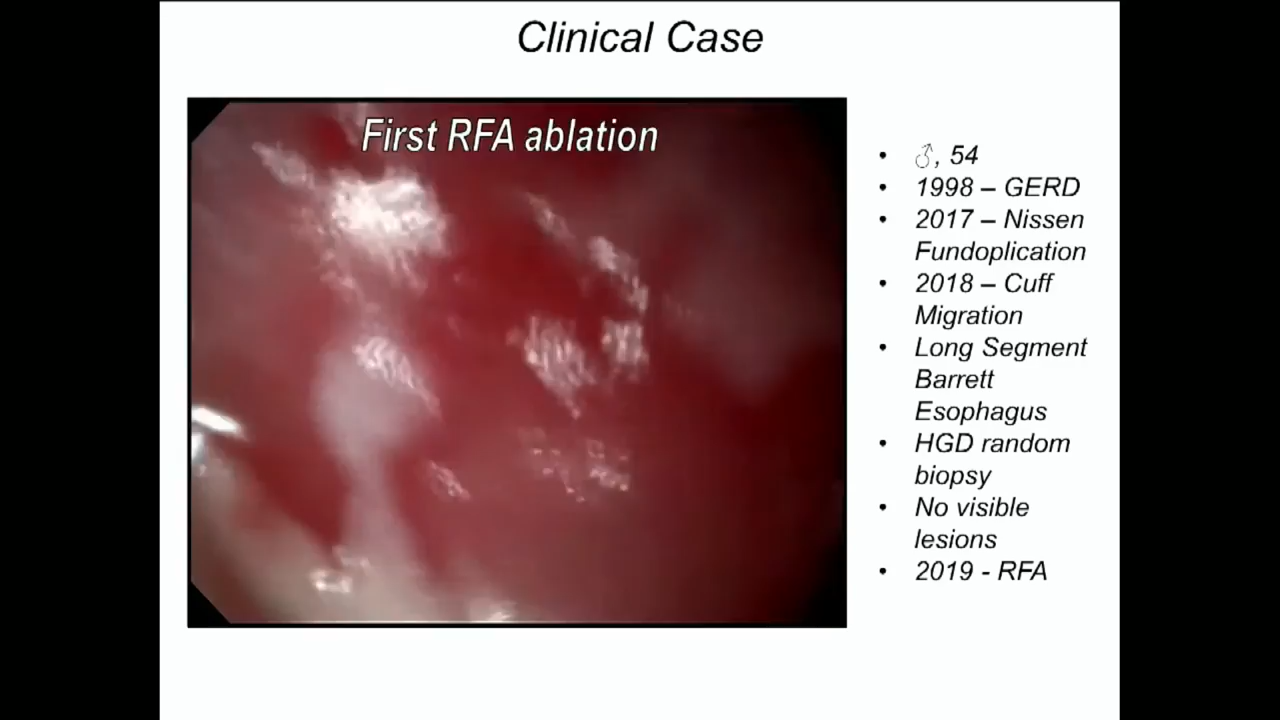 Clinical Case
First RFA ablation
• ♂, 54
• 1998 – GERD
• 2017 – Nissen
Fundoplication
• 2018 – Cuff
Migration
• Long Segment
Barrett
Esophagus
• HGD random
biopsy
• No visible
lesions
• 2019 - RFA